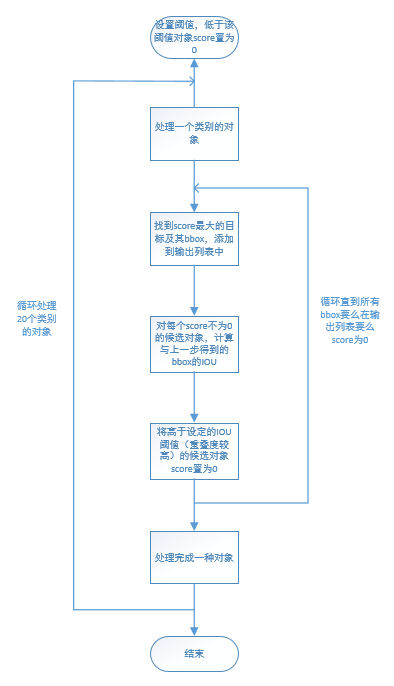 设置阈值，低于该
阈值对象score置为
0
处理一个类别的对
象
找到score最大的目
标及其bbox，添加
到输出列表中
循环处理
20个类别
的对象
循环直到所有
bbox要么在输
出列表要么
score为0
对每个score不为0
的候选对象，计算
与上一步得到的
bbox的IOU
将高于设定的IOU
阈值（重叠度较
高）的候选对象
score置为0
处理完成一种对象
结束